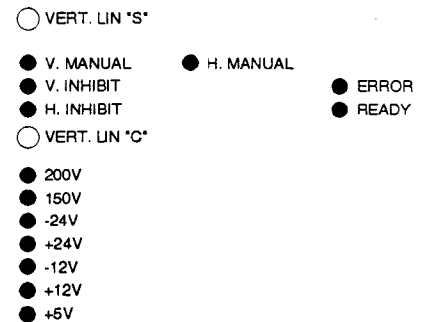 VERT. LIN "S"
V. MANUAL H. MANUAL
V. INHIBIT ERROR
H. INHIBIT READY
VERT. LIN "C"
200V
150V
-24V
+24V
-12V
+12V
+5V